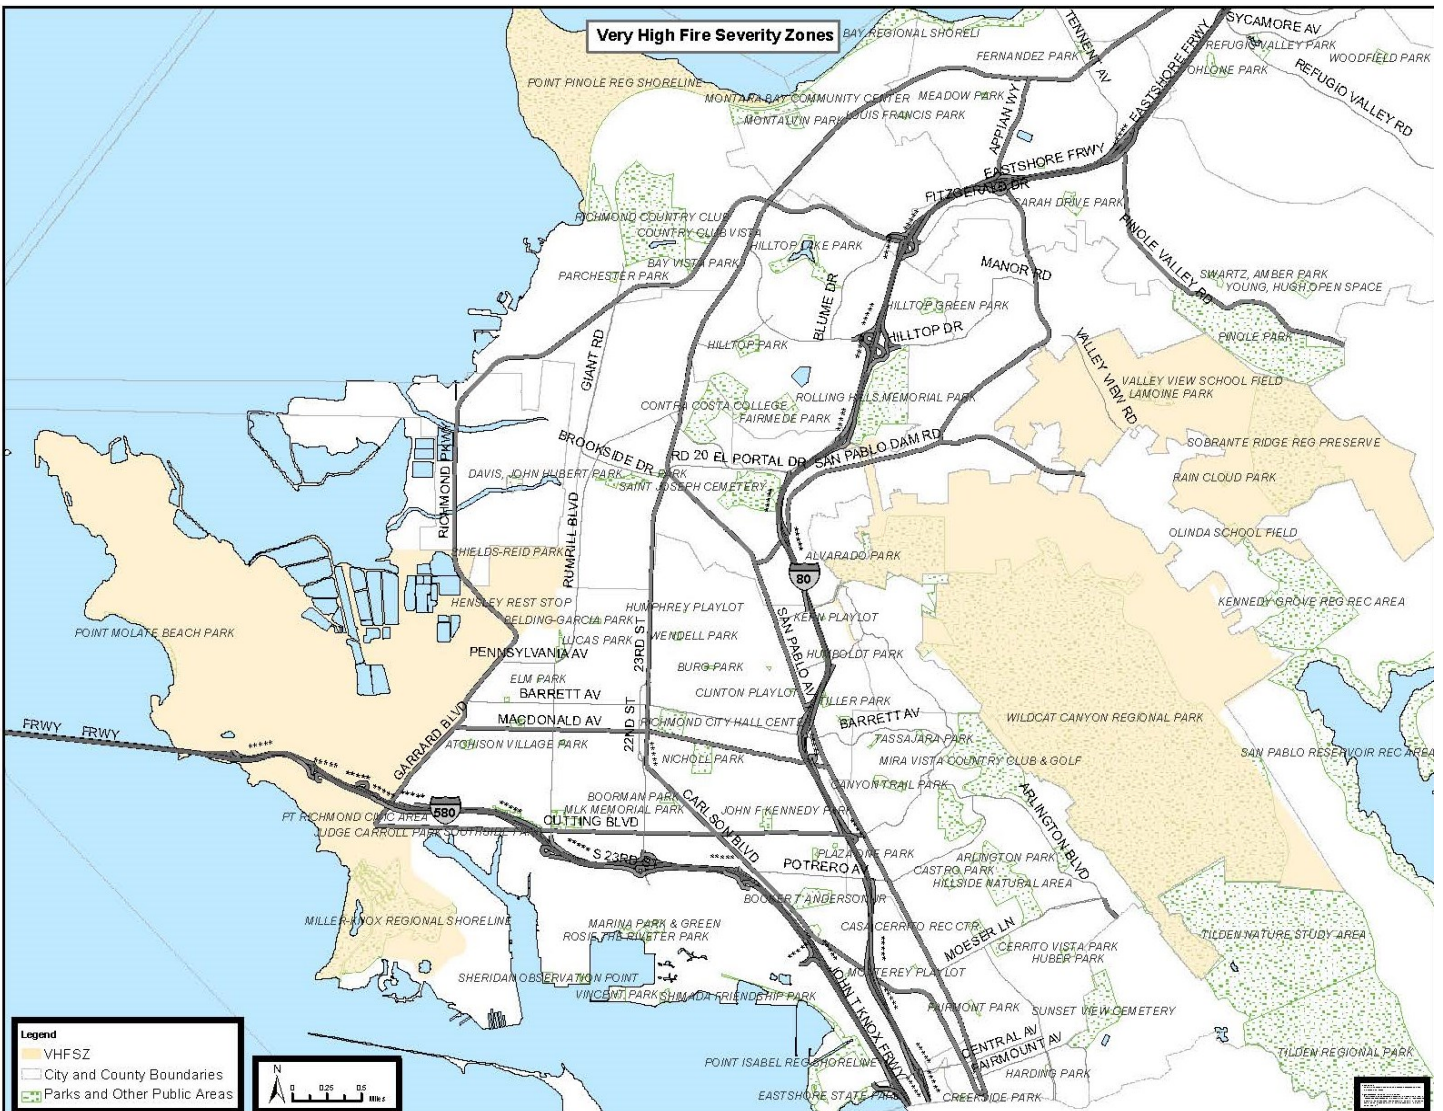 Very High Fire Severity Zones
BAY REGIONAL SHORELI
TENNENT AV
SYCAMORE AV
REFUGIO VALLEY PARK
WOODFIELD PARK
OHLONE PARK
REFUGIO VALLEY RD
FERNANDEZ PARK
EASTSHORE FRWY
POINT PINOLE REG SHORELINE
MONTARA BAY COMMUNITY CENTER
MEADOW PARK
MONTALVIN PARK
LOUIS FRANCIS PARK
APPIAN WY
EASTSHORE FRWY
FITZGERALD DR
SARAH DRIVE PARK
RICHMOND COUNTRY CLUB
COUNTRY CLUB VISTA
HILLTOP LAKE PARK
PINOLE VALLEY RD
BAY VISTA PARK
PARCHESTER PARK
MANOR RD
SWARTZ, AMBER PARK
YOUNG, HUGH OPEN SPACE
BLUME DR
HILLTOP GREEN PARK
HILLTOP DR
GIANT RD
HILLTOP PARK
PINOLE PARK
VALLEY VIEW RD
VALLEY VIEW SCHOOL FIELD
LAMOINE PARK
ROLLING HILLS MEMORIAL PARK
CONTRA COSTA COLLEGE
FAIRMEDE PARK
RICHMOND PKWY
BROOKSIDE DR
RD 20
EL PORTAL DR
SAN PABLO DAM RD
SOBRANTE RIDGE REG PRESERVE
DAVIS, JOHN HUBERT PARK
PARK
SAINT JOSEPH CEMETERY
RAIN CLOUD PARK
RUMRILL BLVD
OLINDA SCHOOL FIELD
SHIELDS-REID PARK
ALVARADO PARK
80
HENSLEY REST STOP
HUMPHREY PLAYLOT
KENNEDY GROVE REG REC AREA
BELDING-GARCIA PARK
KERN PLAYLOT
POINT MOLATE BEACH PARK
LUCAS PARK
23RD ST
WENDELL PARK
SAN PABLO AV
PENNSYLVANIA AV
HUMBOLDT PARK
BURG PARK
ELM PARK
BARRETT AV
CLINTON PLAYLOT
TILLER PARK
FRWY
FRWY
MACDONALD AV
22ND ST
RICHMOND CITY HALL CENTER
BARRETT AV
WILDCAT CANYON REGIONAL PARK
GARRARD BLVD
ATCHISON VILLAGE PARK
TASSAJARA PARK
SAN PABLO RESERVOIR REC AREA
NICHOLL PARK
MIRA VISTA COUNTRY CLUB & GOLF
CANYON TRAIL PARK
BOORMAN PARK
CARLSON BLVD
ARLINGTON BLVD
580
MLK MEMORIAL PARK
JOHN F KENNEDY PARK
PT RICHMOND CIVIC AREA
CUTTING BLVD
JUDGE CARROLL PARK
SOUTHSIDE PARK
S 23RD ST
PLAZA ONE PARK
ARLINGTON PARK
POTRERO AV
CASTRO PARK
HILLSIDE NATURAL AREA
BOOKERT ANDERSON JR
MILLER-KNOX REGIONAL SHORELINE
MARINA PARK & GREEN
CASA CERRITO REC CTR
ROSIE THE RIVETER PARK
MOESER LN
CERRITO VISTA PARK
HUBER PARK
TILDEN NATURE STUDY AREA
SHERIDAN OBSERVATION POINT
MONTEREY PLAYLOT
VINCENT PARK
SHIMADA FRIENDSHIP PARK
JOHN T KNOX FRWY
FAIRMONT PARK
SUNSET VIEW CEMETERY
CENTRAL AV
FAIRMOUNT AV
POINT ISABEL REG SHORELINE
TILDEN REGIONAL PARK
HARDING PARK
EASTSHORE STATE PARK
CREEKSIDE PARK
Legend
VHFSZ
City and County Boundaries
Parks and Other Public Areas
N
0 0.25 0.5
Miles